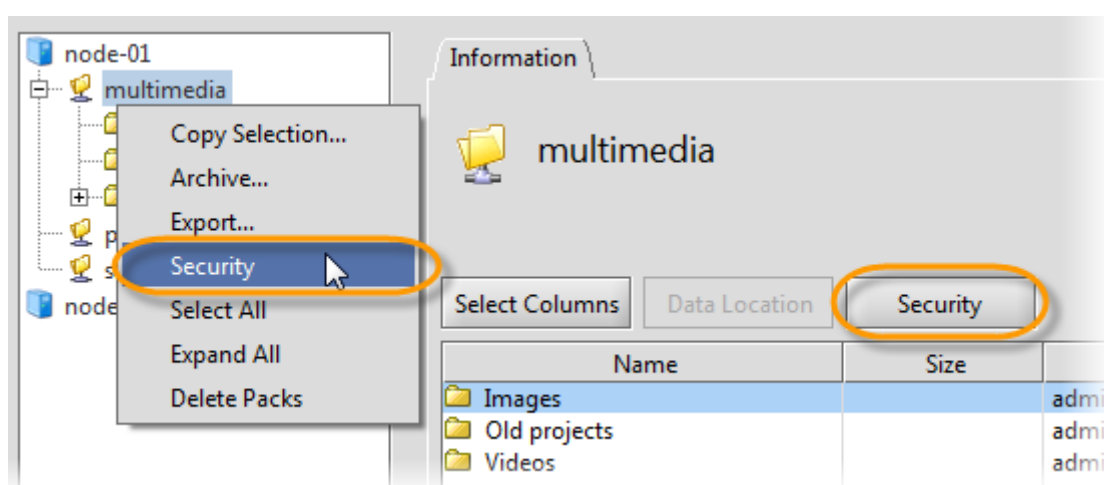 node-01
multimedia
Copy Selection...
Archive...
Export...
Security
Select All
Expand All
Delete Packs
node
Information
multimedia
Select Columns
Data Location
Security
Name Size
Images
Old projects
Videos